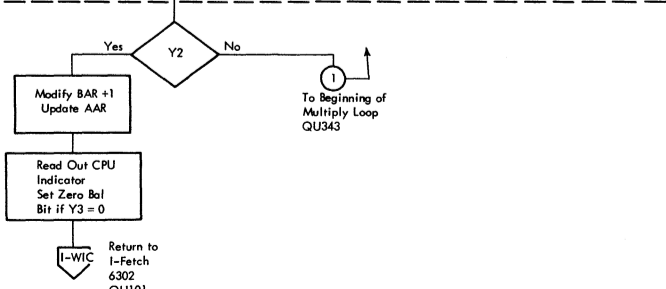 Yes
Y2
No
Modify BAR +1
Update AAR
1
To Beginning of
Multiply Loop
QU343
Read Out CPU
Indicator
Set Zero Bal
Bit if Y3 = 0
I-WIC
Return to
I-Fetch
6302